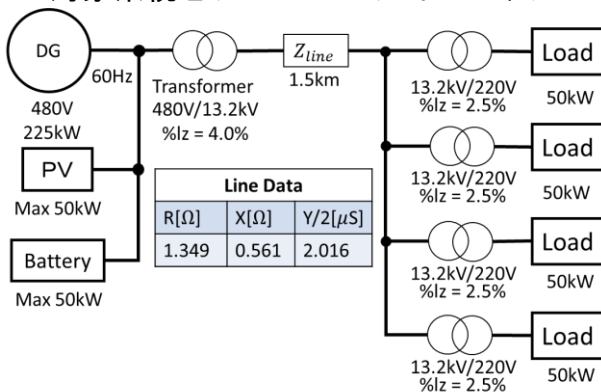 DG
60Hz
480V
225kW
PV
Max 50kW
Battery
Max 50kW
Transformer
480V/13.2kV
%Iz = 4.0%
Z_line
1.5km
Line Data
R[Ω] X[Ω] Y/2[μS]
1.349 0.561 2.016
13.2kV/220V
%Iz = 2.5%
Load
50kW
13.2kV/220V
%Iz = 2.5%
Load
50kW
13.2kV/220V
%Iz = 2.5%
Load
50kW
13.2kV/220V
%Iz = 2.5%
Load
50kW